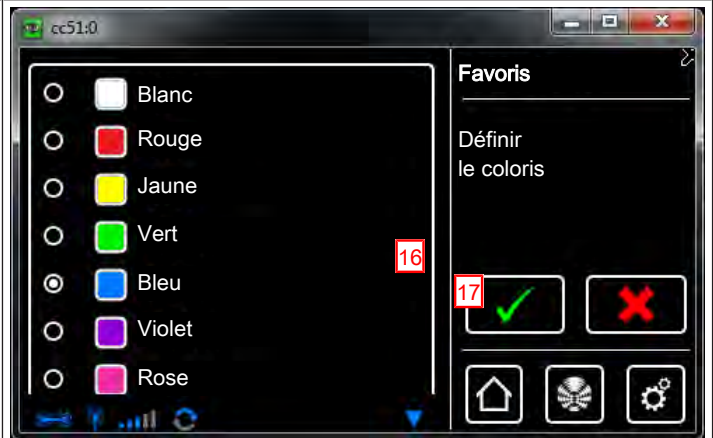 cc51:0
Blanc
Rouge
Jaune
Vert
Bleu
Violet
Rose
16
Favoris
Définir
le coloris
17